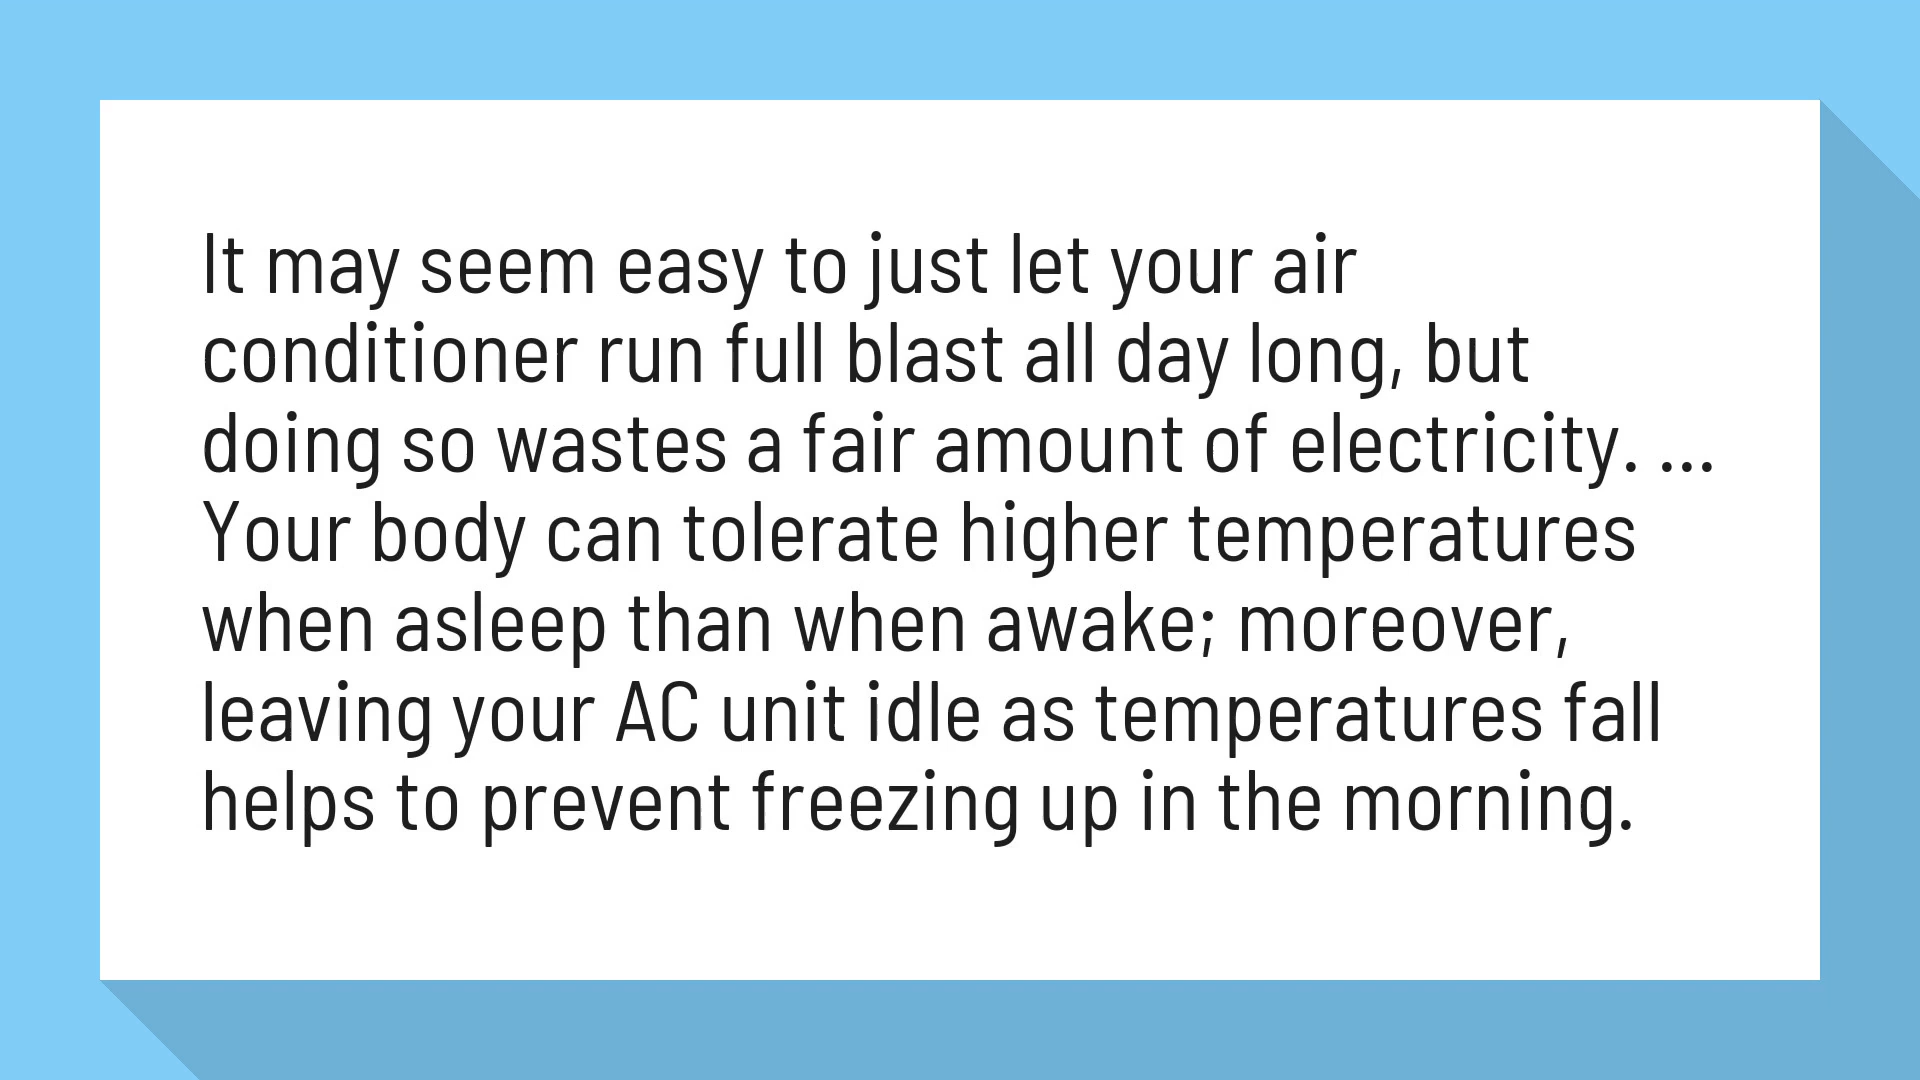 It may seem easy to just let your air
conditioner run full blast all day long, but
doing so wastes a fair amount of electricity. ...
Your body can tolerate higher temperatures
when asleep than when awake; moreover,
leaving your AC unit idle as temperatures fall
helps to prevent freezing up in the morning.